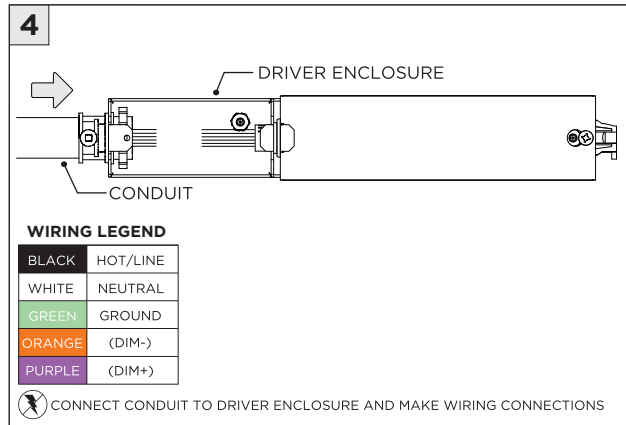 4
DRIVER ENCLOSURE
CONDUIT
WIRING LEGEND
BLACK HOT/LINE
WHITE NEUTRAL
GREEN GROUND
ORANGE (DIM-)
PURPLE (DIM+)
CONNECT CONDUIT TO DRIVER ENCLOSURE AND MAKE WIRING CONNECTIONS